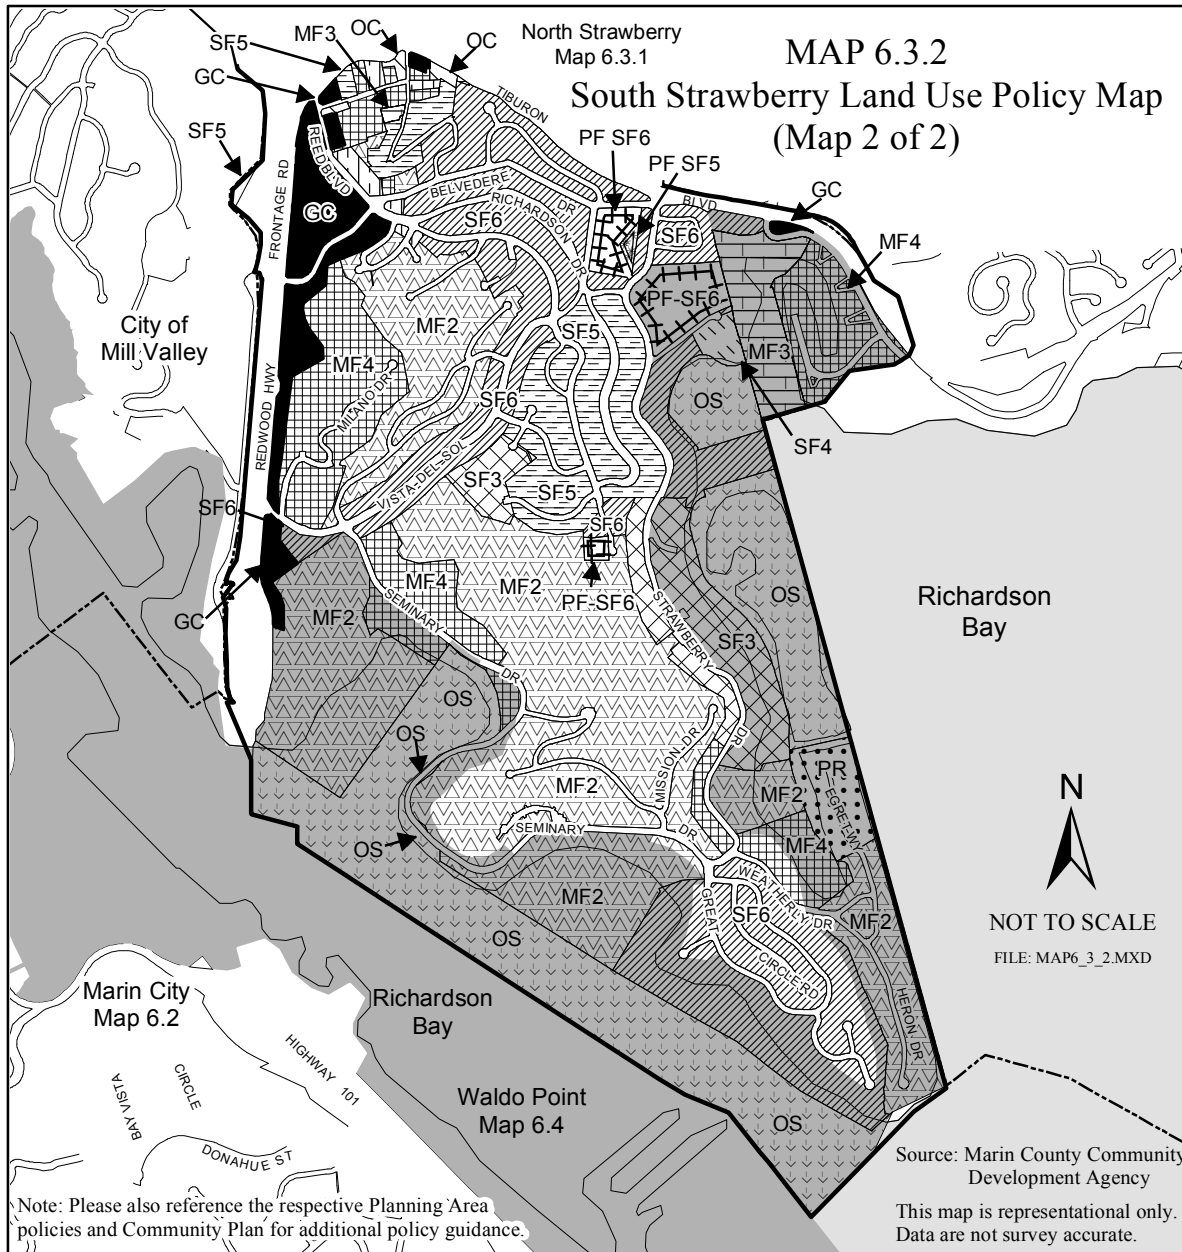 MAP 6.3.2
South Strawberry Land Use Policy Map
(Map 2 of 2)
North Strawberry
Map 6.3.1
SF5
MF3
OC
OC
GC
SF5
TIBURON
BLVD
PF SF6
PF SF5
GC
MF4
FRONTAGE RD
REEDBLVD
GC
BELVEDERE
DR
RICHARDSON
DR
SF6
SF6
PF-SF6
City of
Mill Valley
REDWOOD HWY
MF2
MF4
MILANO DR
SF5
MF3
OS
SF4
SF6
VISTA-DEL-SOL
SF3
SF5
SF6
SF6
PF-SF6
MF4
MF2
MF2
GC
SEMINARY
DR
STRAWBERRY
DR
SF3
OS
Richardson
Bay
OS
OS
OS
MF2
MISSION DR
SEMINARY
DR
MF2
PR
EGRET-WY
MF4
MF2
OS
WEATHERLY DR
SF6
GREAT
CIRCLE RD
MF2
HERON DR
OS
N
NOT TO SCALE
FILE: MAP6_3_2.MXD
Marin City
Map 6.2
Richardson
Bay
HIGHWAY 101
BAY VISTA
CIRCLE
DONAHUE ST
Waldo Point
Map 6.4
Source: Marin County Community
Development Agency
This map is representational only.
Data are not survey accurate.
Note: Please also reference the respective Planning Area
policies and Community Plan for additional policy guidance.